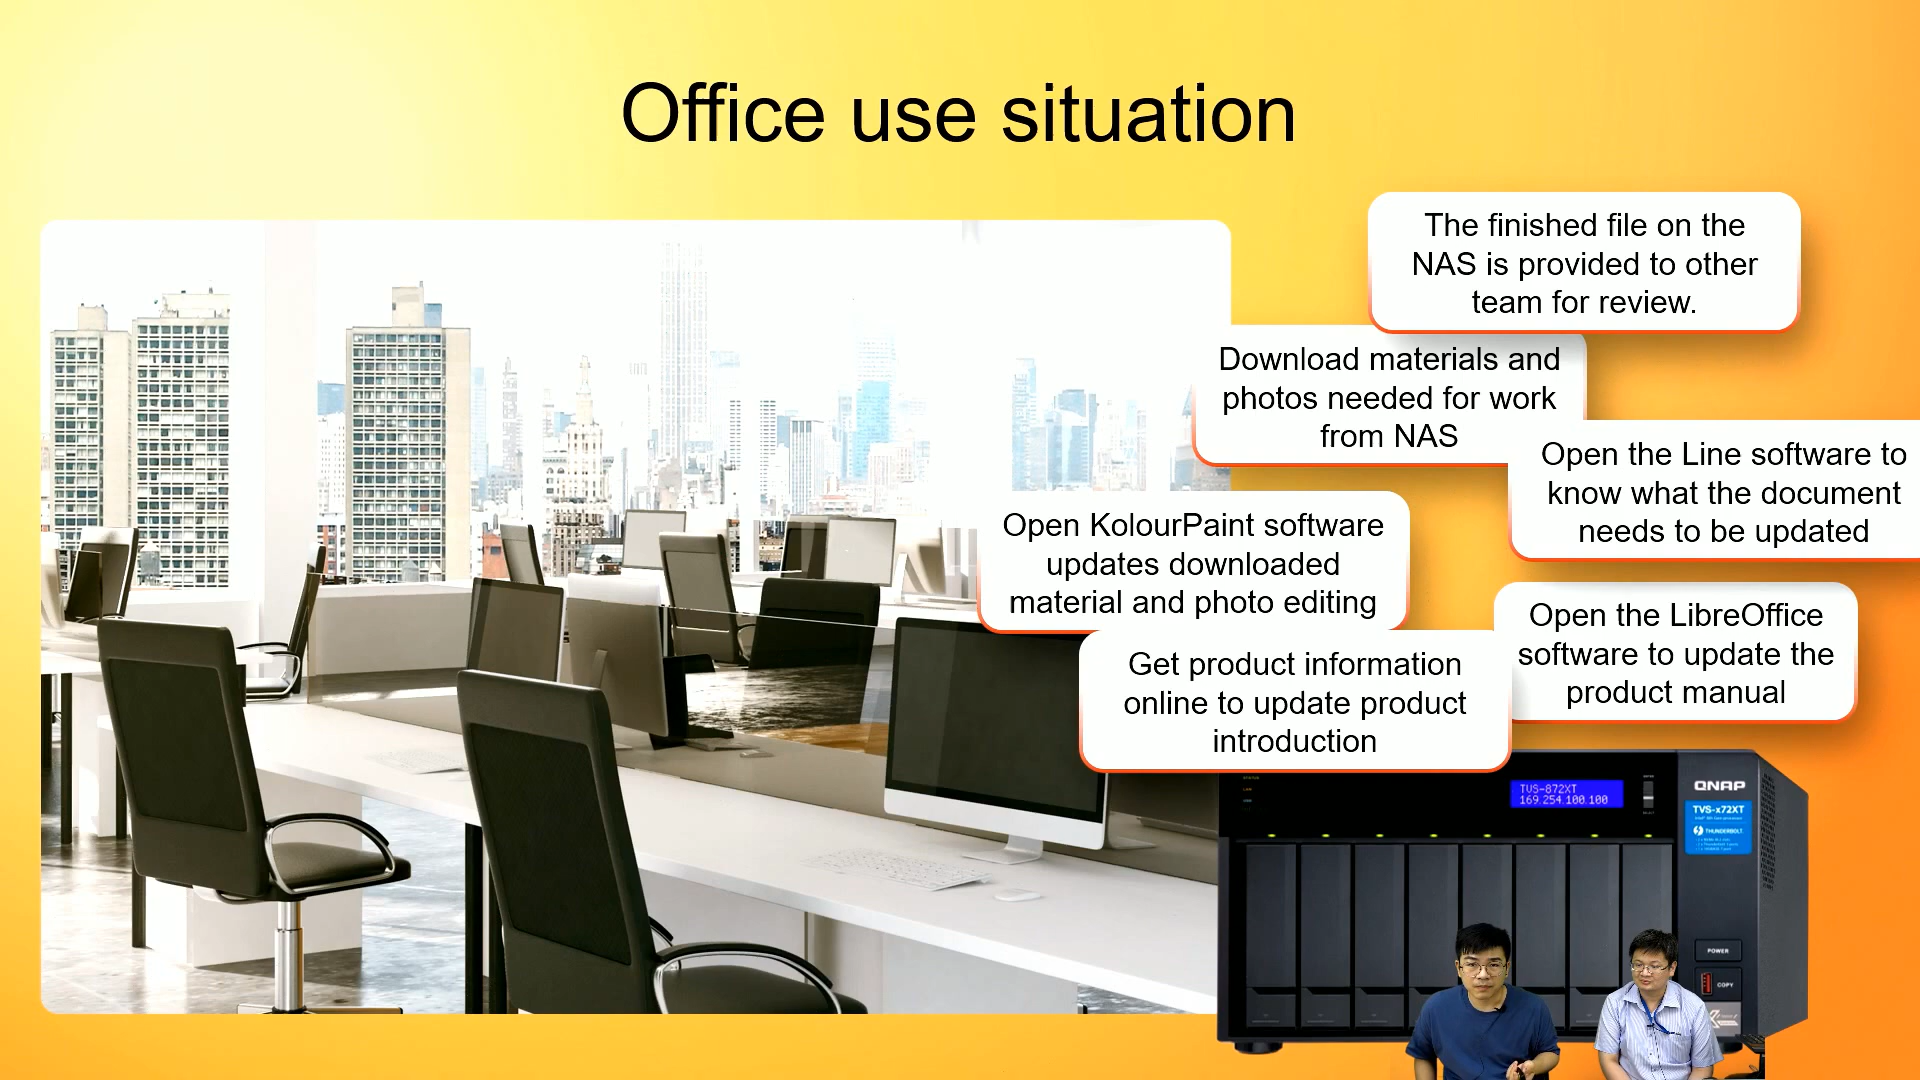 Office use situation
The finished file on the
NAS is provided to other
team for review.
Download materials and
photos needed for work
from NAS
Open the Line software to
know what the document
needs to be updated
Open KolourPaint software
updates downloaded
material and photo editing
Open the LibreOffice
software to update the
product manual
Get product information
online to update product
introduction
TVS-872XT
169.254.100.100
QNAP
TVS-x72XT
THUNDERBOLT
POWER
COPY